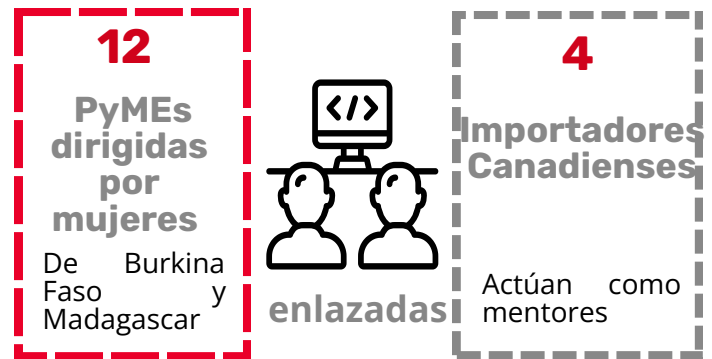 12
PyMEs
dirigidas
por
mujeres
De Burkina
Faso y
Madagascar
</>
enlazadas
4
Importadores
Canadienses
Actúan como
mentores